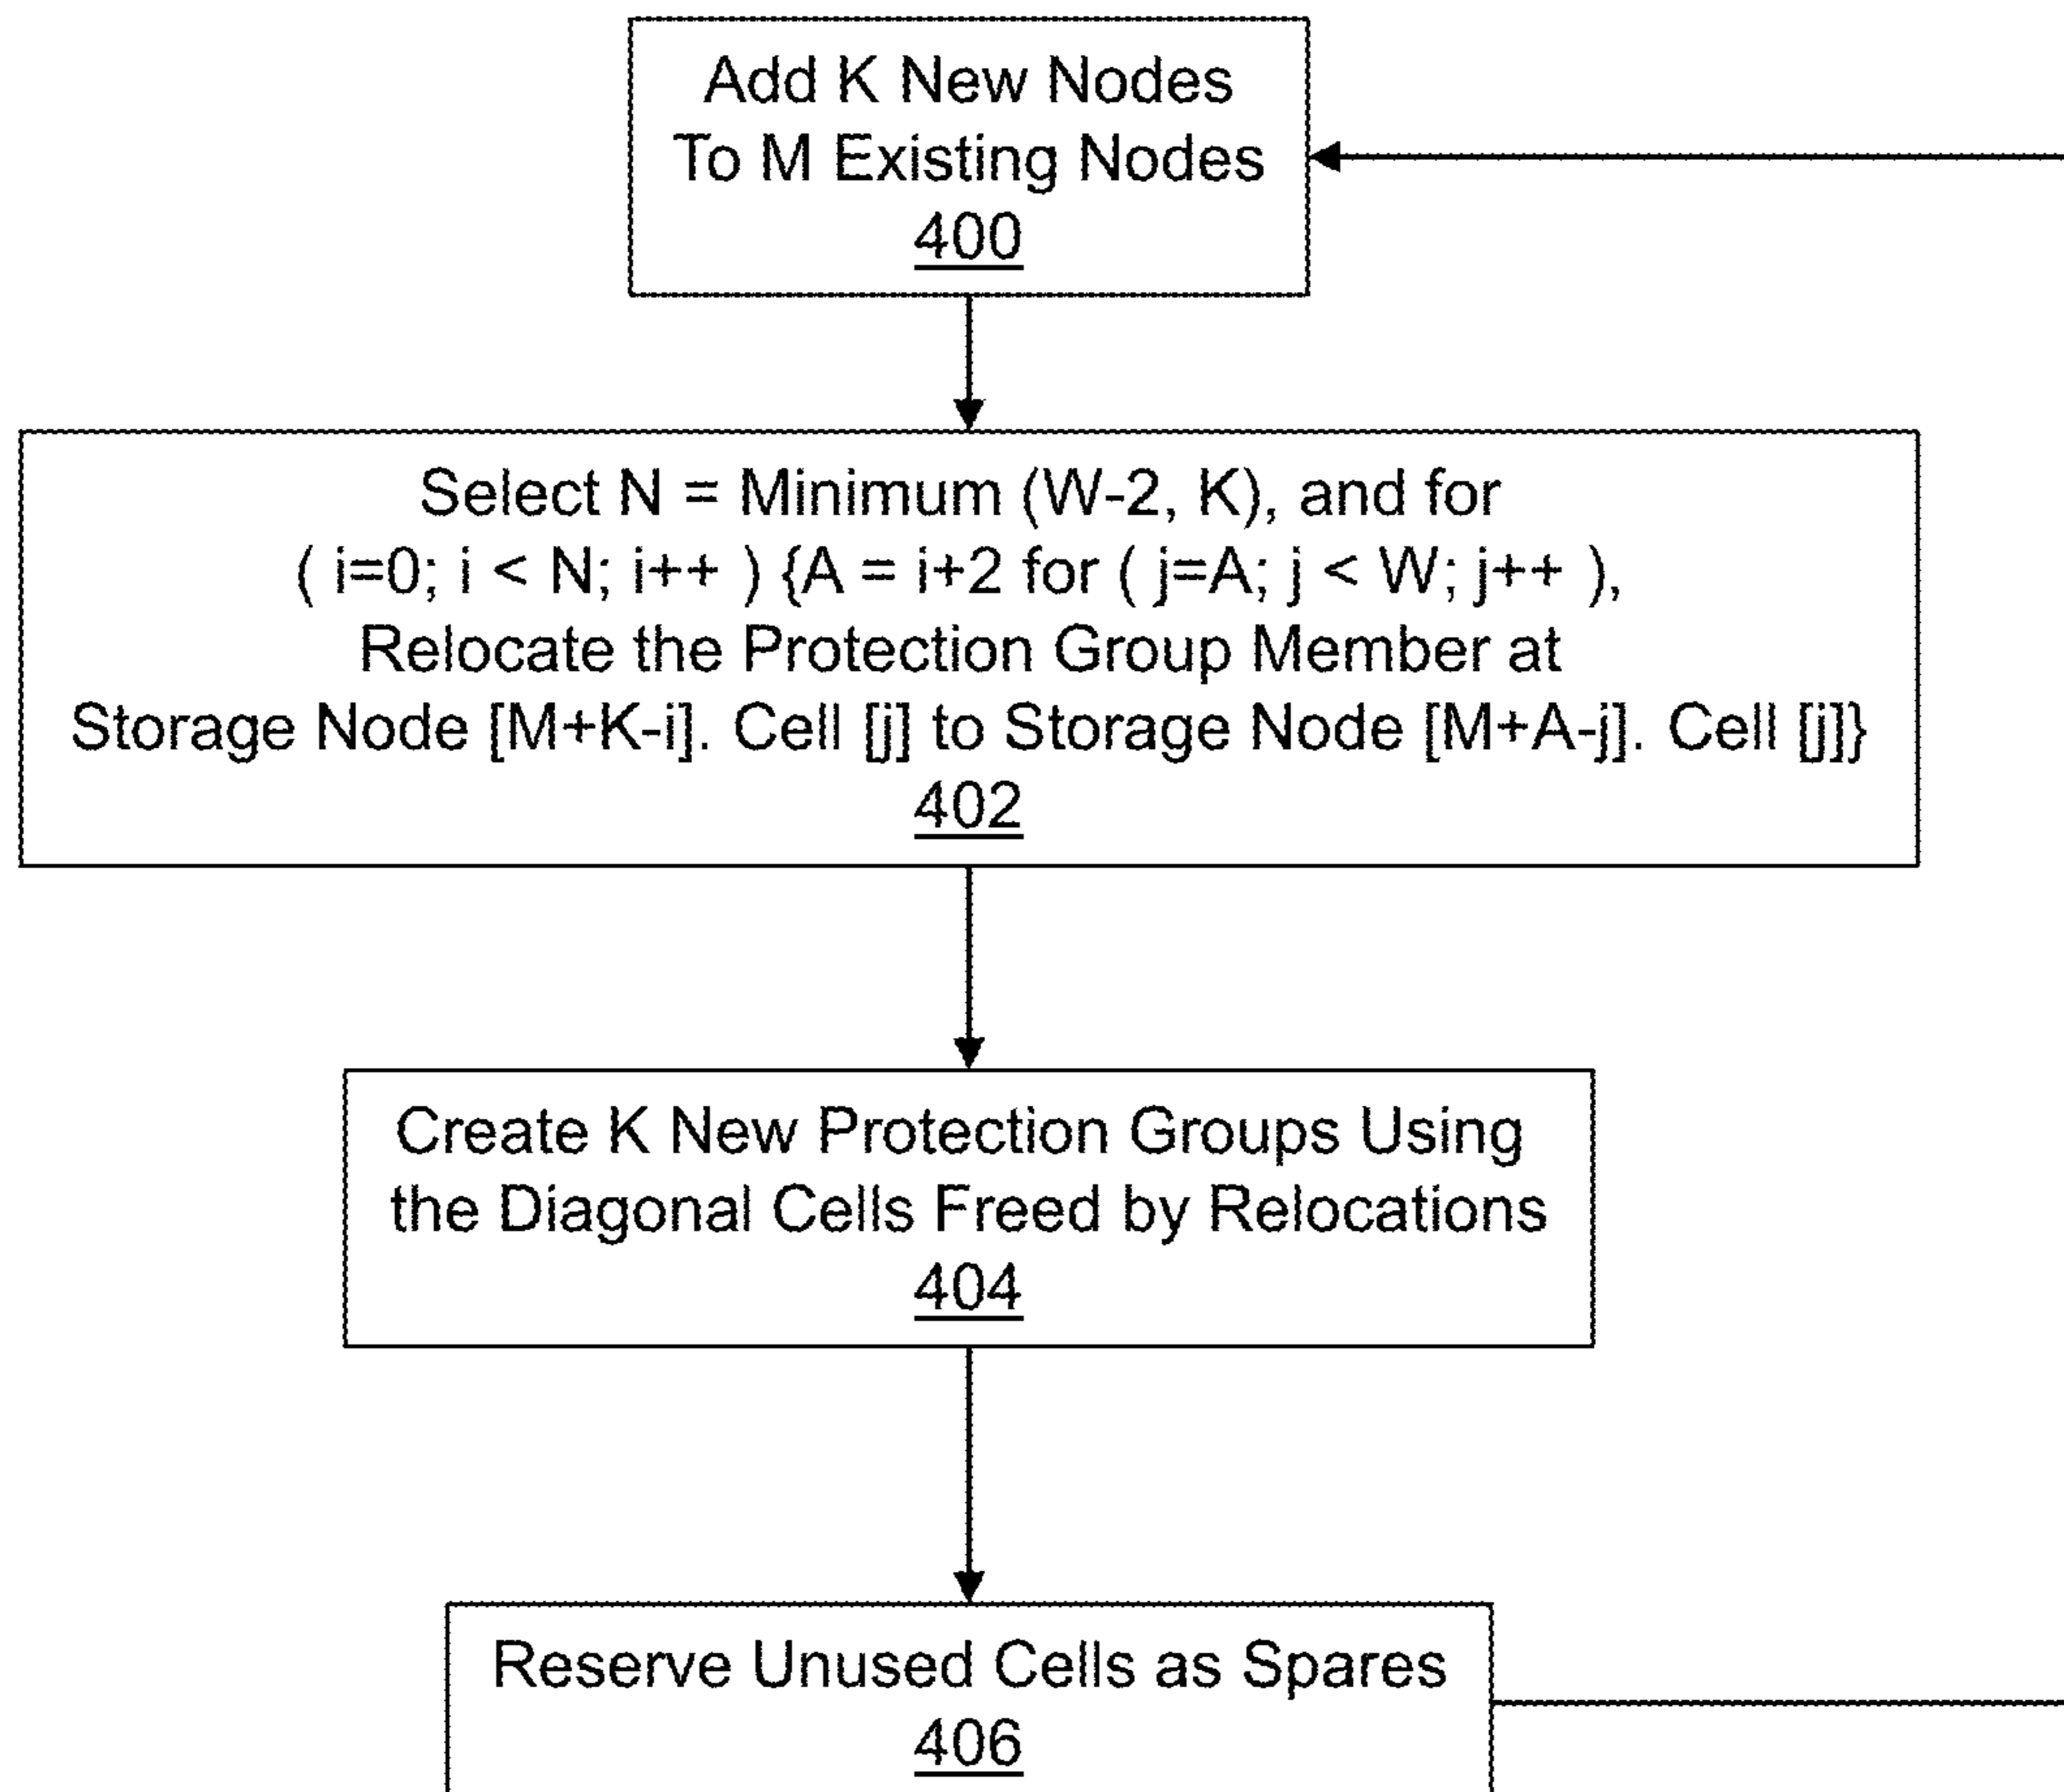 Add K New Nodes
To M Existing Nodes
400
Select N = Minimum (W-2, K), and for
( i=0; i < N; i++ ) {A = i+2 for ( j=A; j < W; j++ ),
Relocate the Protection Group Member at
Storage Node [M+K-i]. Cell [j] to Storage Node [M+A-j]. Cell [j]}
402
Create K New Protection Groups Using
the Diagonal Cells Freed by Relocations
404
Reserve Unused Cells as Spares
406